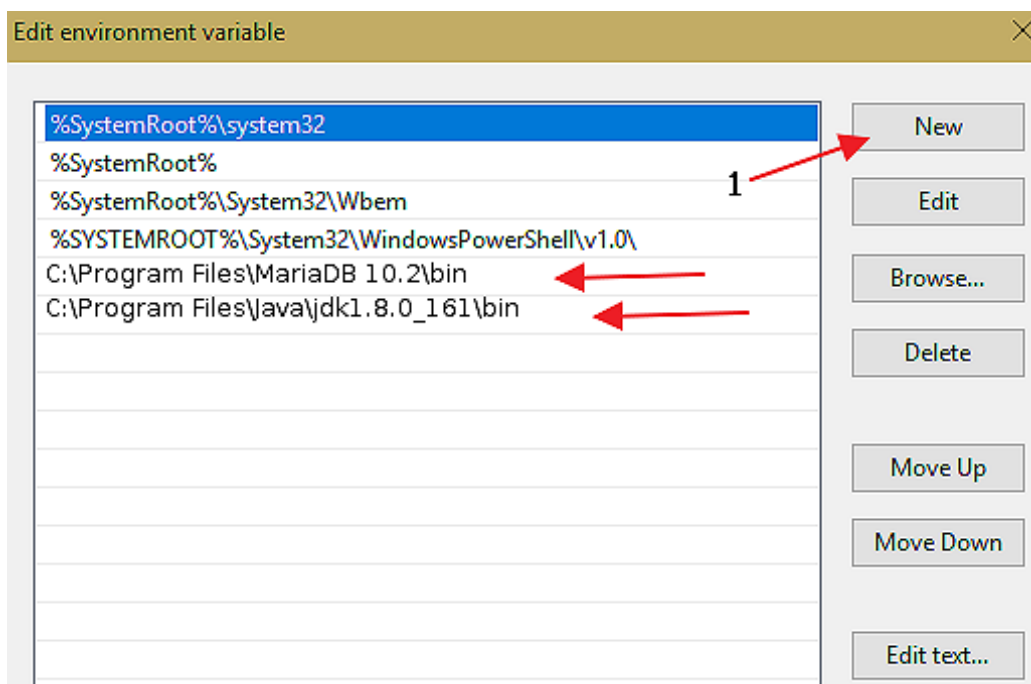 Edit environment variable
%SystemRoot%\system32
%SystemRoot%
%SystemRoot%\System32\Wbem
%SYSTEMROOT%\System32\WindowsPowerShell\v1.0\
C:\Program Files\MariaDB 10.2\bin
C:\Program Files\Java\jdk1.8.0_161\bin
1
New
Edit
Browse...
Delete
Move Up
Move Down
Edit text...